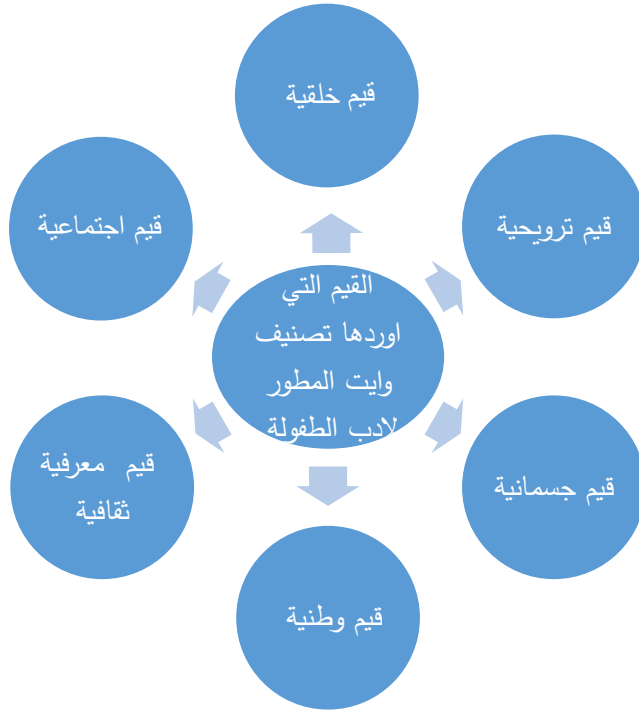 قيم خلقية
قيم ترويحية
قيم اجتماعية
القيم التي
اوردها تصنيف
وايت المطور
لادب الطفولة
قيم جسمانية
قيم معرفية
ثقافية
قيم وطنية